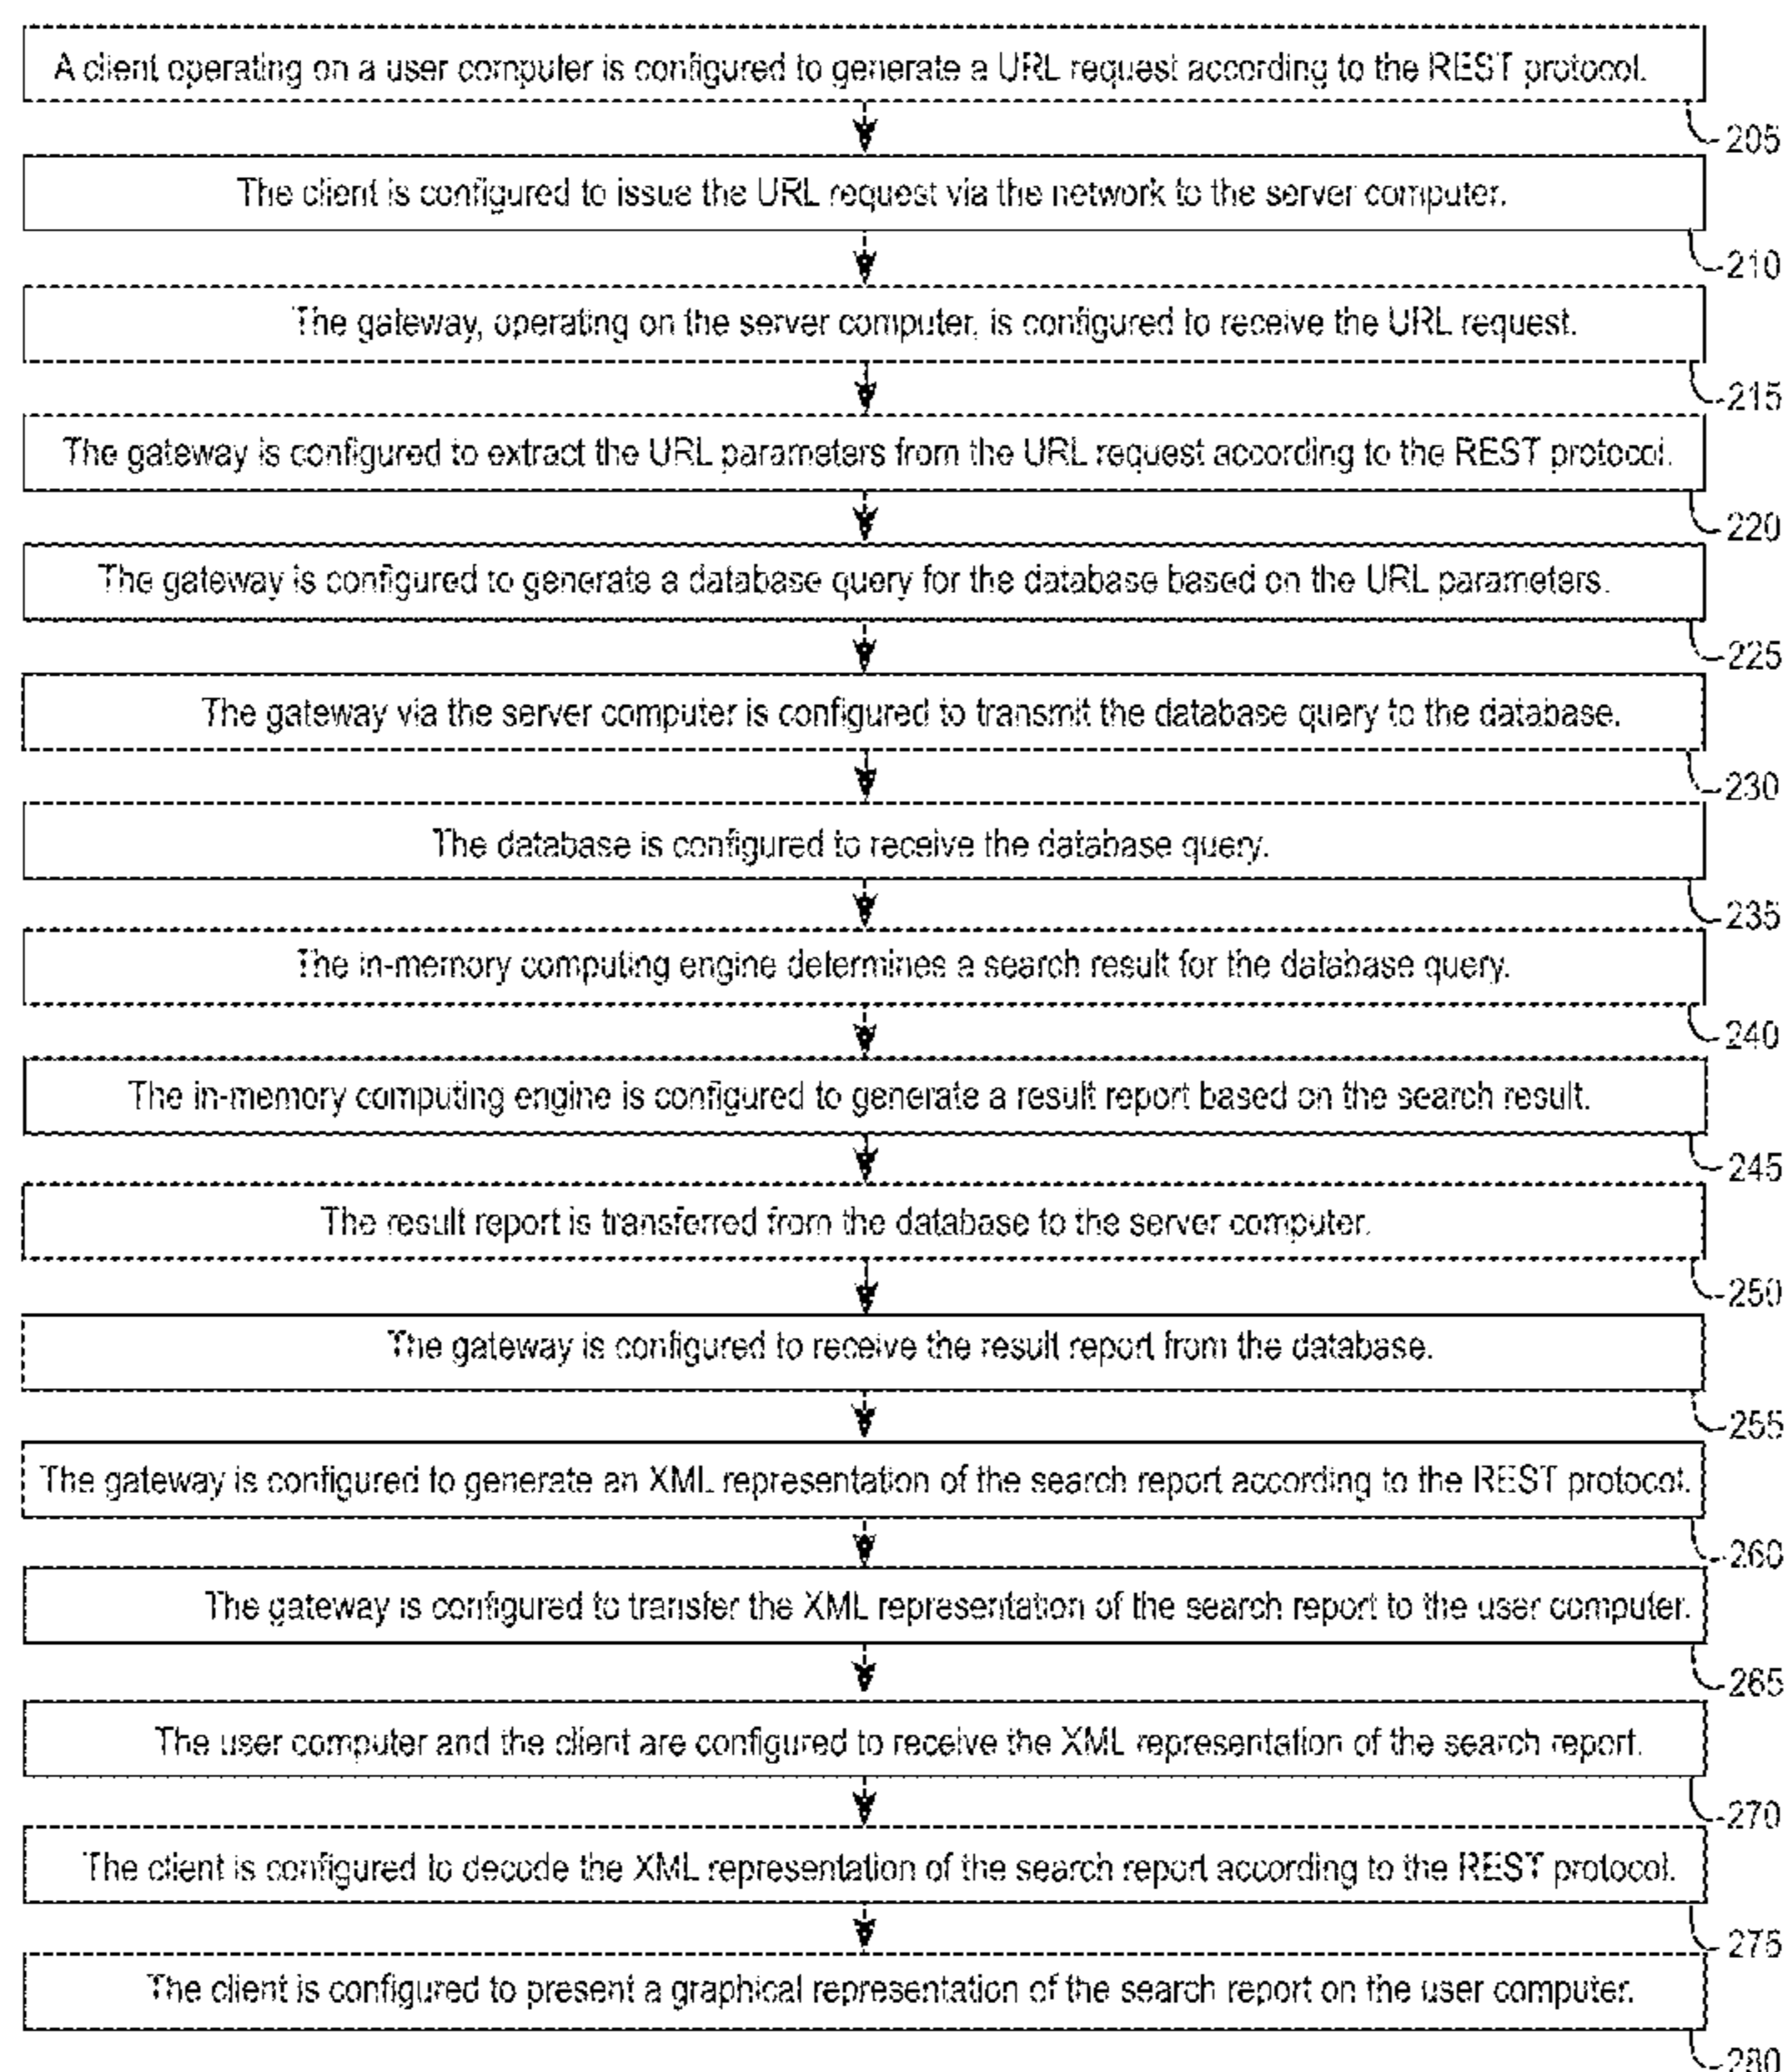 A client operating on a user computer is configured to generate a URL request according to the REST protocol.
205
The client is configured to issue the URL request via the network to the server computer.
210
The gateway, operating on the server computer, is configured to receive the URL request.
215
The gateway is configured to extract the URL parameters from the URL request according to the REST protocol.
220
The gateway is configured to generate a database query for the database based on the URL parameters.
225
The gateway via the server computer is configured to transmit the database query to the database.
230
The database is configured to receive the database query.
235
The in-memory computing engine determines a search result for the database query.
240
The in-memory computing engine is configured to generate a result report based on the search result.
245
The result report is transferred from the database to the server computer.
250
The gateway is configured to receive the result report from the database.
255
The gateway is configured to generate an XML representation of the search report according to the REST protocol.
260
The gateway is configured to transfer the XML representation of the search report to the user computer.
265
The user computer and the client are configured to receive the XML representation of the search report.
270
The client is configured to decode the XML representation of the search report according to the REST protocol.
275
The client is configured to present a graphical representation of the search report on the user computer.
280